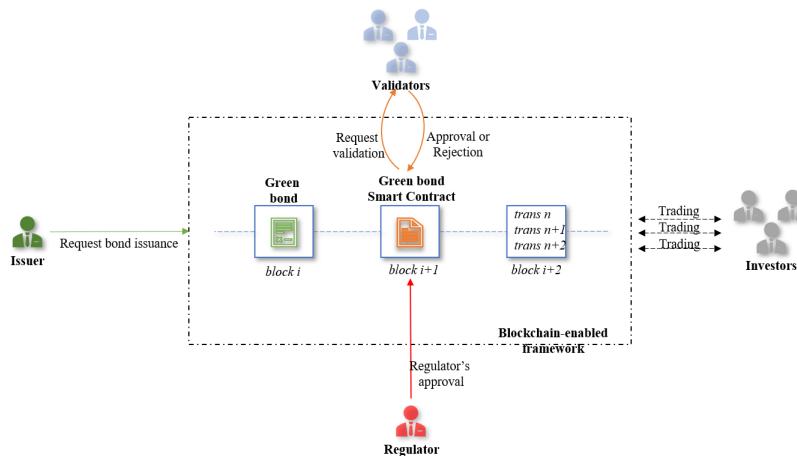 Validators
Request
validation
Approval or
Rejection
Green
bond
Green bond
Smart Contract
trans n
trans n+1
trans n+2
Trading
Trading
Trading
Request bond issuance
Issuer
block i
block i+1
block i+2
Investors
Blockchain-enabled
framework
Regulator's
approval
Regulator